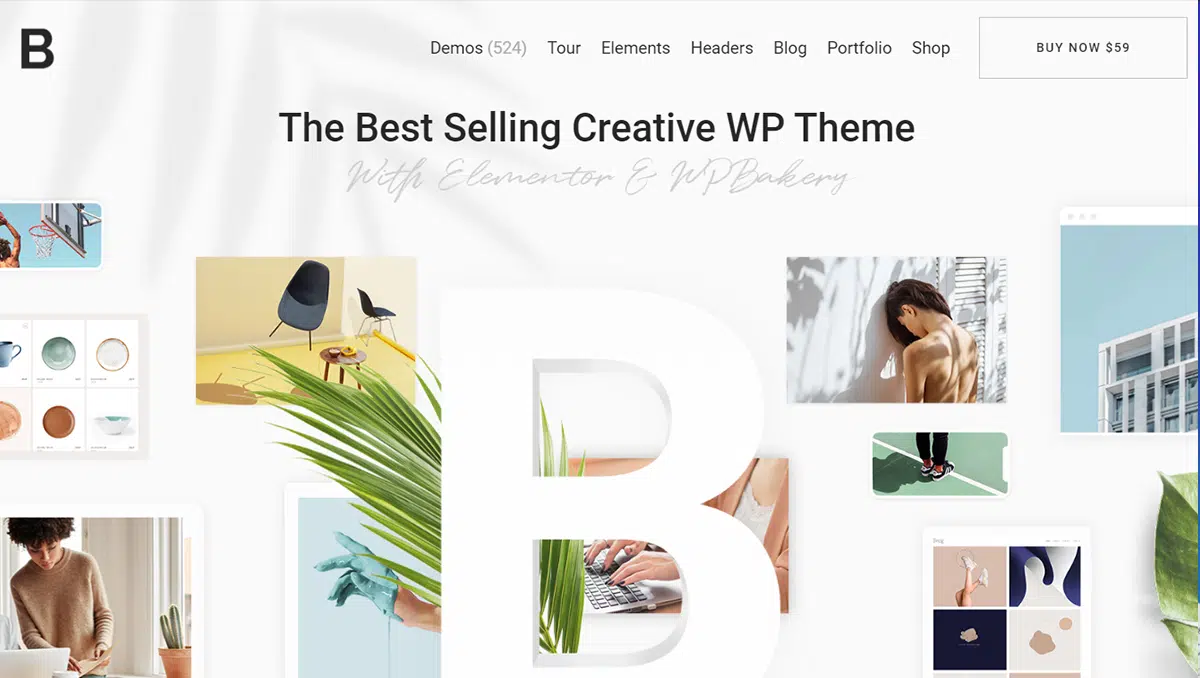 B
Demos (524) Tour Elements Headers Blog Portfolio Shop
BUY NOW $59
The Best Selling Creative WP Theme
With Elementor & WPBakery
B